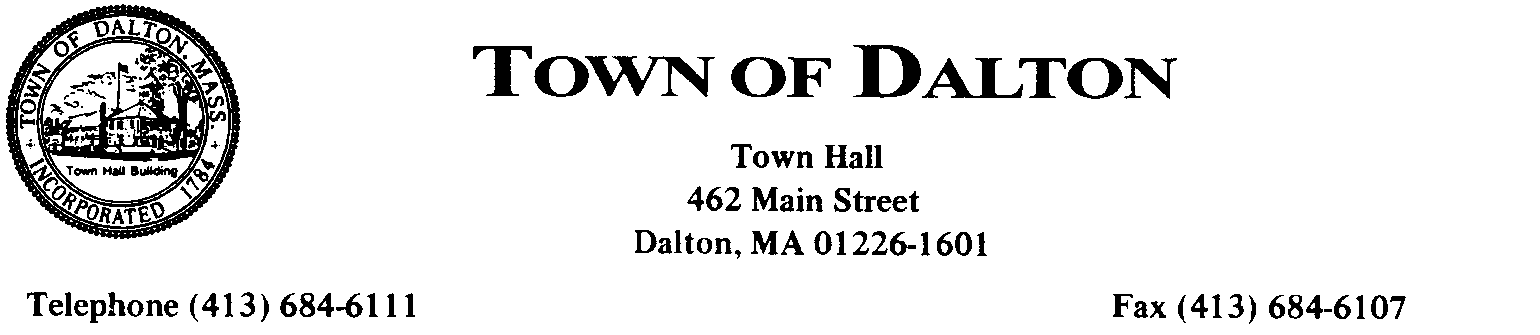 TOWN OF DALTON, MASS.
INCORPORATED 1784
Town Hall Building
TOWN OF DALTON
Town Hall
462 Main Street
Dalton, MA 01226-1601
Telephone (413) 684-6111
Fax (413) 684-6107